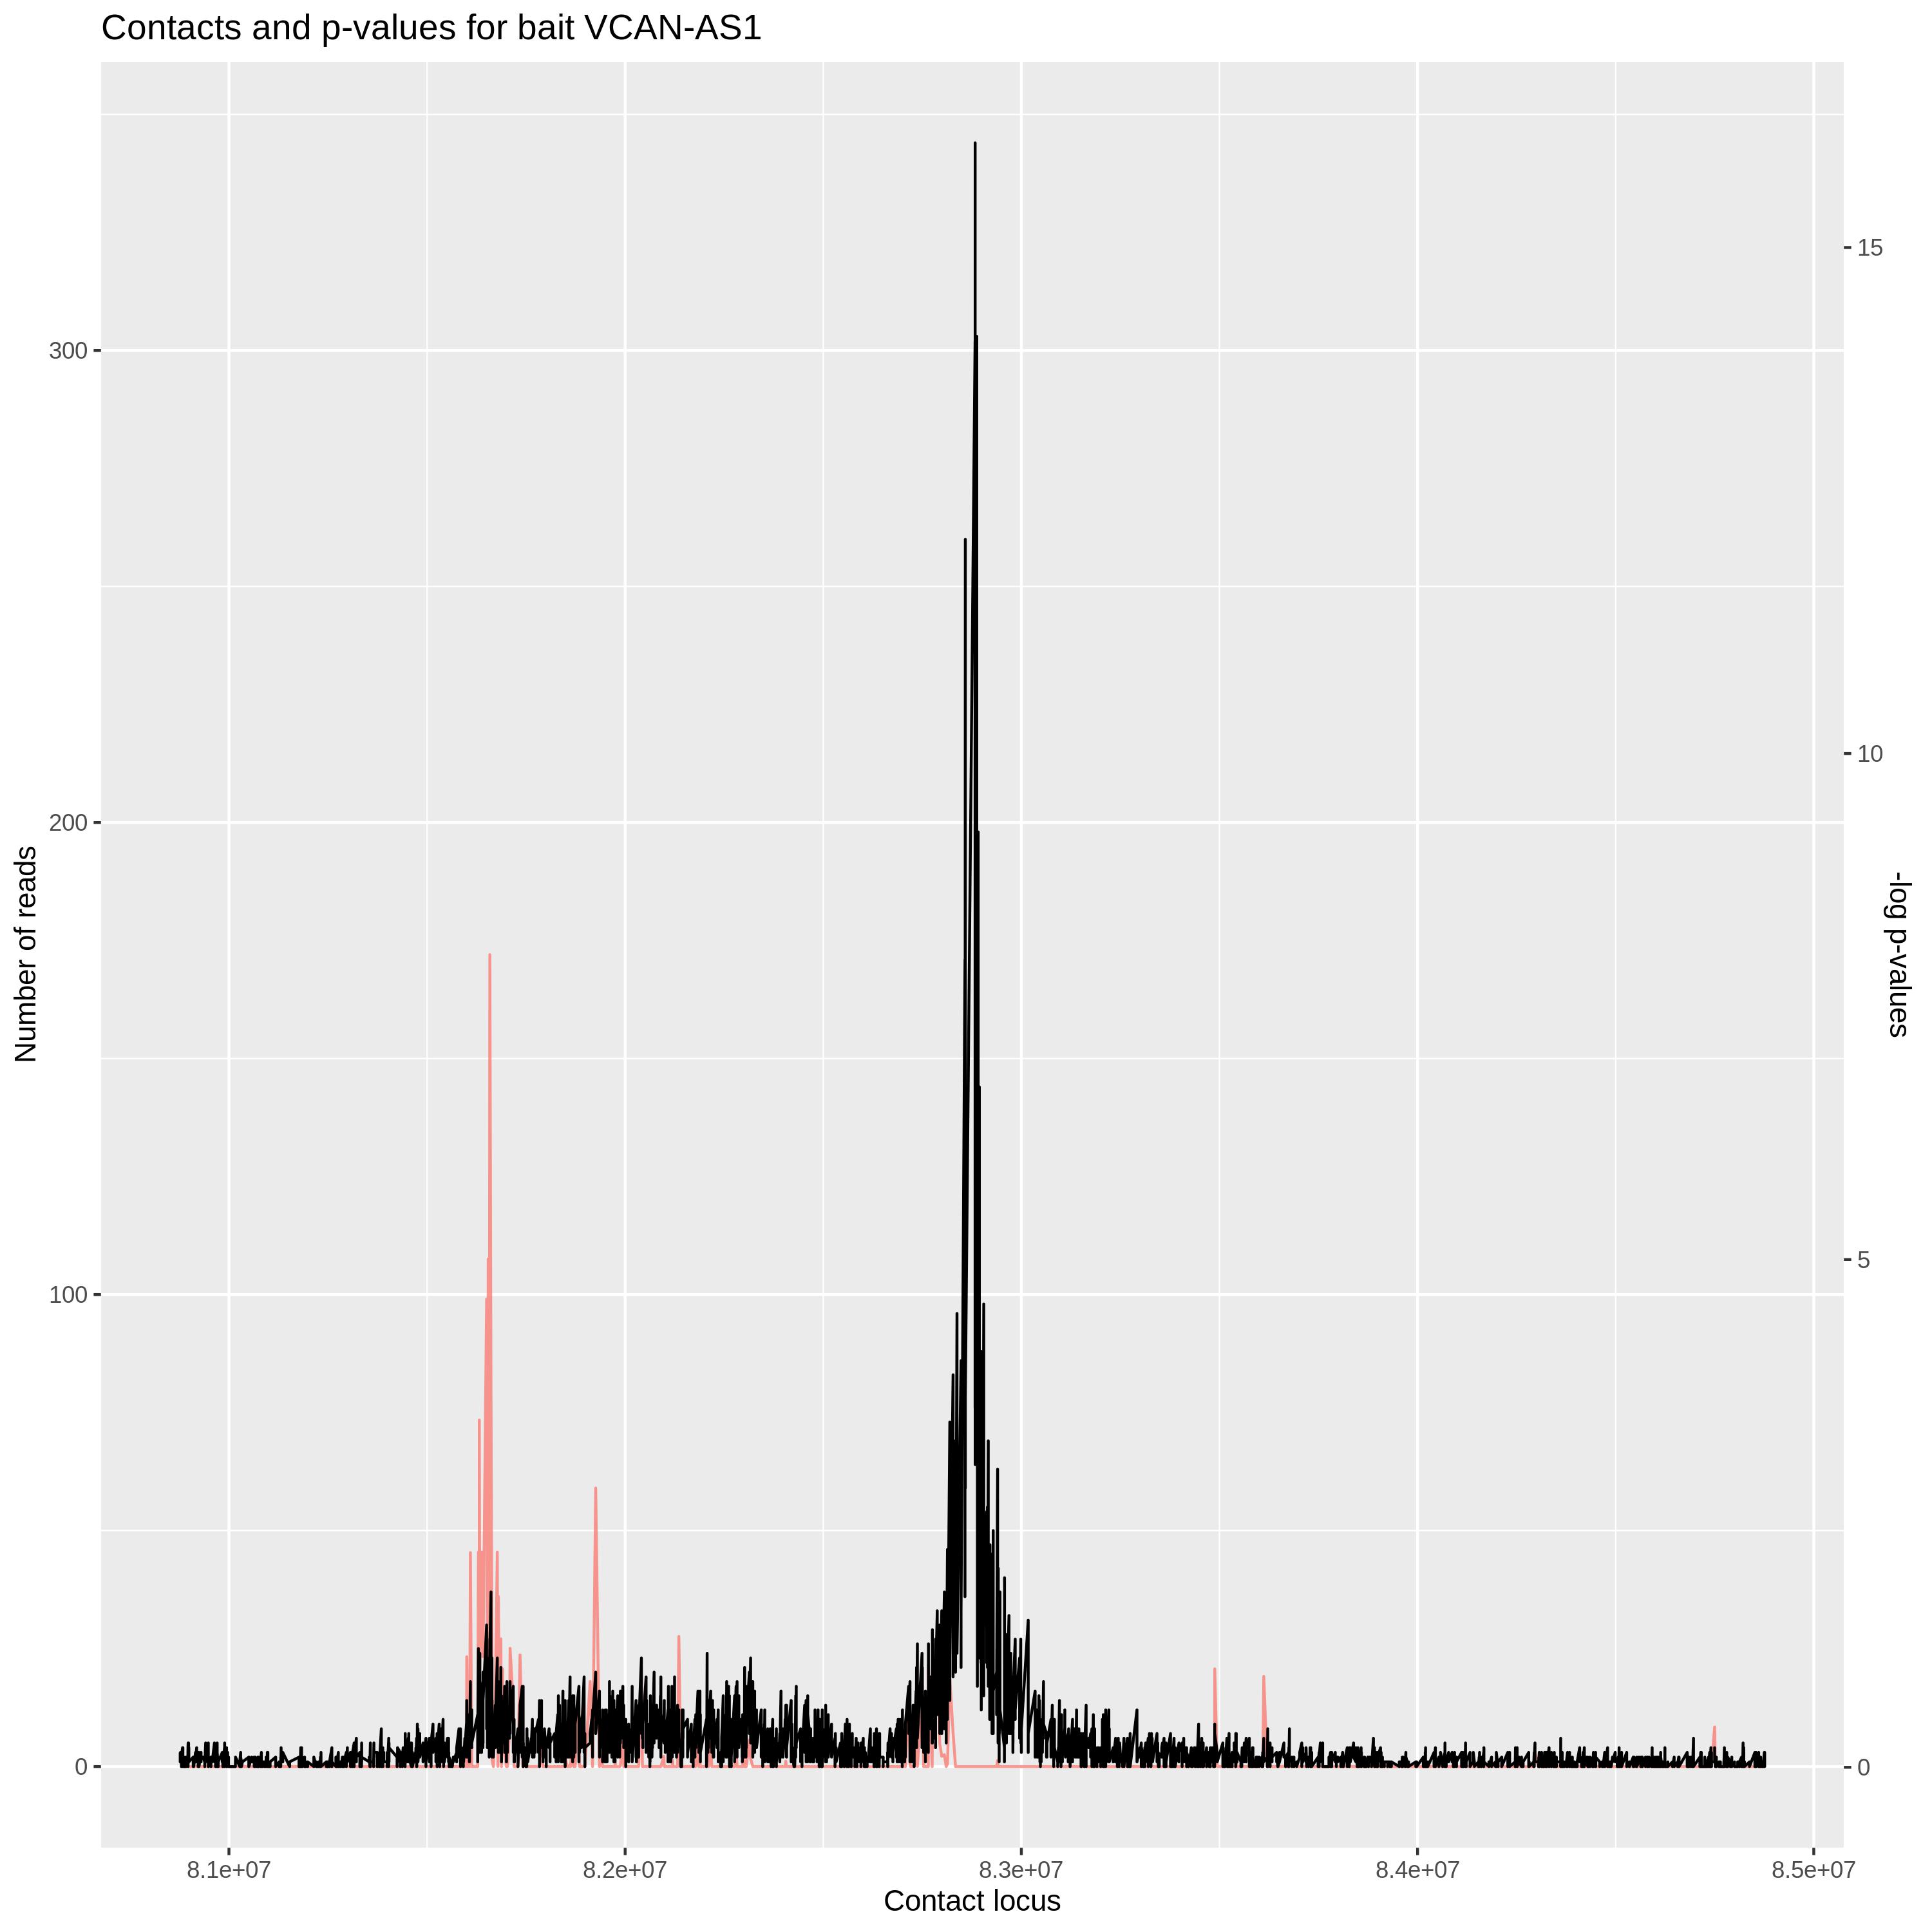 Contacts and p-values for bait VCAN-AS1
300
200
100
0
Number of reads
15
10
5
0
-log p-values
8.1e+07
8.2e+07
8.3e+07
8.4e+07
8.5e+07
Contact locus